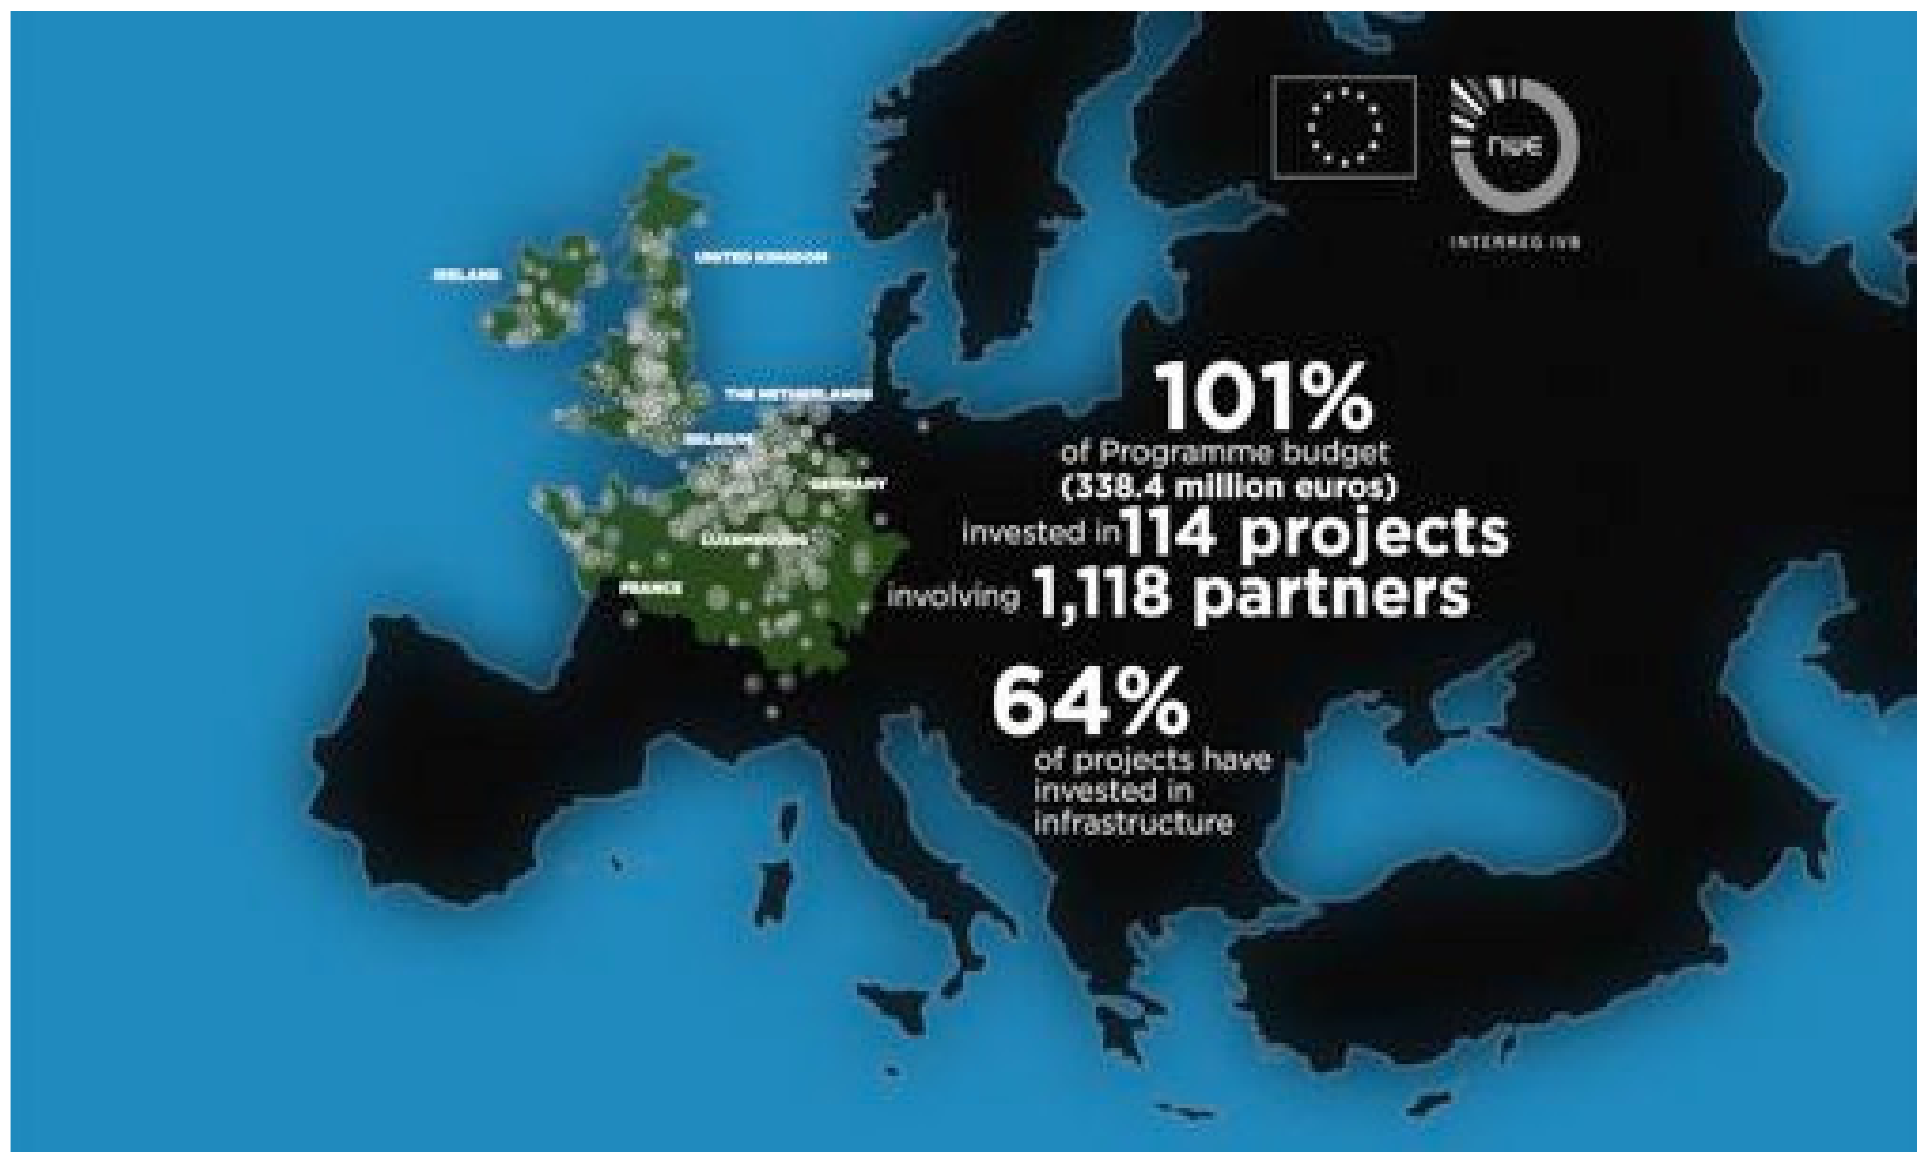 nwe
INTERREG IVB
IRELAND
UNITED KINGDOM
THE NETHERLANDS
BELGIUM
GERMANY
LUXEMBOURG
FRANCE
101%
of Programme budget
(338.4 million euros)
invested in 114 projects
involving 1,118 partners
64%
of projects have
invested in
infrastructure